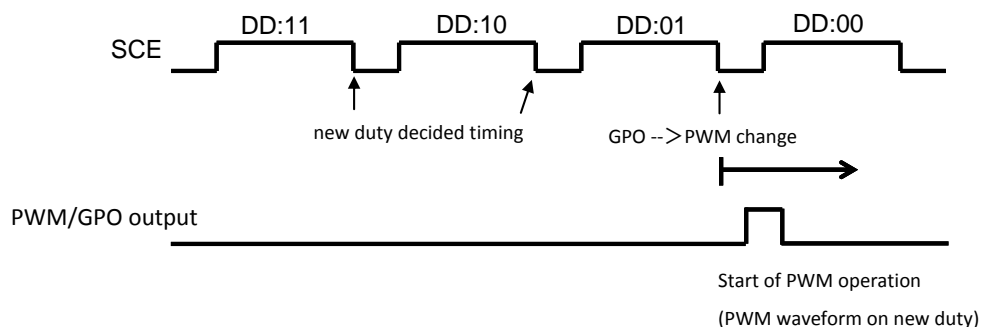 DD:11 DD:10 DD:01 DD:00
SCE
new duty decided timing
GPO -->PWM change
PWM/GPO output
Start of PWM operation
(PWM waveform on new duty)